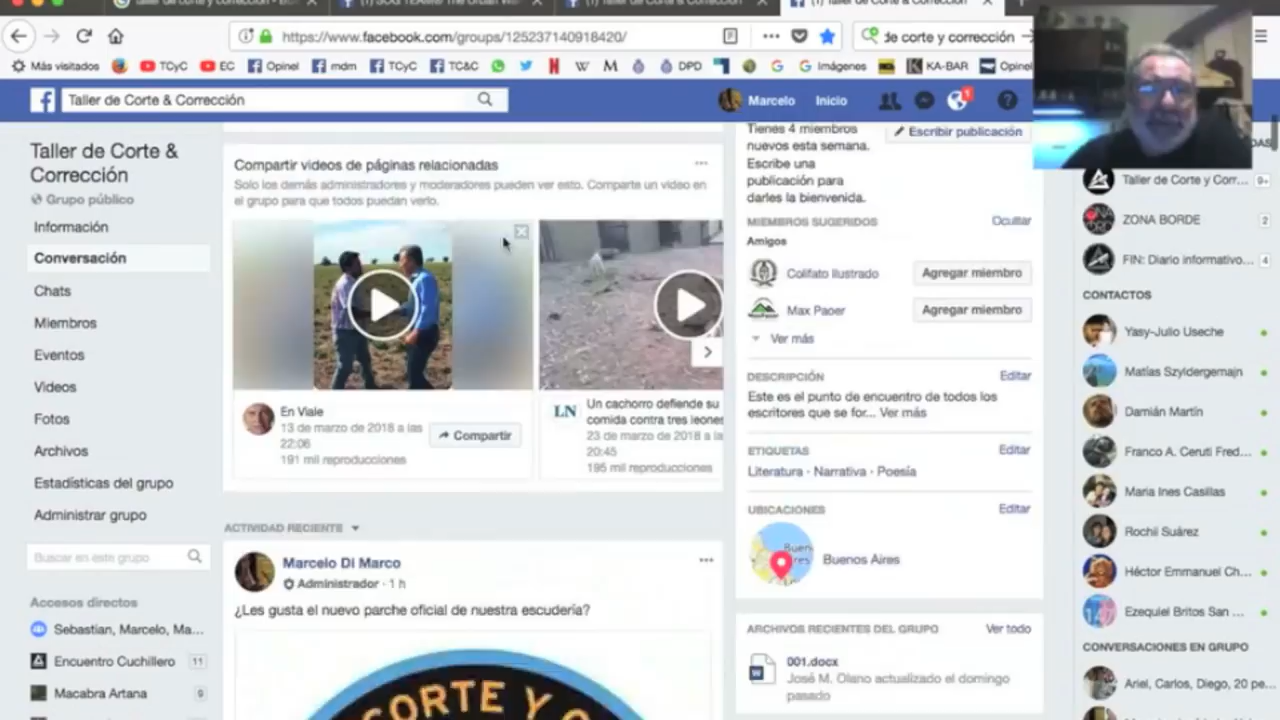 https://www.facebook.com/groups/125237140918420/
de corte y corrección
Más visitados
TCyC
EC
Opinel
mdm
TCyC
TC&C
DPD
Imágenes
KA-BAR
Opinel
Taller de Corte & Corrección
Marcelo
Inicio
1
Taller de Corte &
Corrección
Grupo público
Información
Conversación
Chats
Miembros
Eventos
Videos
Fotos
Archivos
Estadísticas del grupo
Administrar grupo
Buscar en este grupo
Accesos directos
Sebastian, Marcelo, Ma...
Encuentro Cuchillero 11
Macabra Artana 9
Compartir videos de páginas relacionadas
Solo los demás administradores y moderadores pueden ver esto. Comparte un video en
el grupo para que todos puedan verlo.
En Viale
13 de marzo de 2018 a las
22:06
191 mil reproducciones
Compartir
LN
Un cachorro defiende su
comida contra tres leones
23 de marzo de 2018 a la
20:45
195 mil reproducciones
ACTIVIDAD RECIENTE
Marcelo Di Marco
Administrador · 1 h
¿Les gusta el nuevo parche oficial de nuestra escudería?
CORTE Y
Tienes 4 miembros
nuevos esta semana.
Escribe una
publicación para
darles la bienvenida.
Escribir publicación
MIEMBROS SUGERIDOS
Ocultar
Amigos
Colifato Ilustrado
Agregar miembro
Max Paoer
Agregar miembro
Ver más
DESCRIPCIÓN
Editar
Este es el punto de encuentro de todos los
escritores que se for... Ver más
ETIQUETAS
Editar
Literatura · Narrativa · Poesía
UBICACIONES
Editar
Buenos Aires
ARCHIVOS RECIENTES DEL GRUPO
Ver todo
001.docx
José M. Olano actualizado el domingo
pasado
Taller de Corte y Corr... 9+
ZONA BORDE 2
FIN: Diario informativo... 4
CONTACTOS
Yasy-Julio Useche
Matías Szyldergemajn
Damián Martín
Franco A. Ceruti Fred...
Maria Ines Casillas
Rochii Suárez
Héctor Emmanuel Ch...
Ezequiel Britos San ...
CONVERSACIONES EN GRUPO
Ariel, Carlos, Diego, 20 pe...